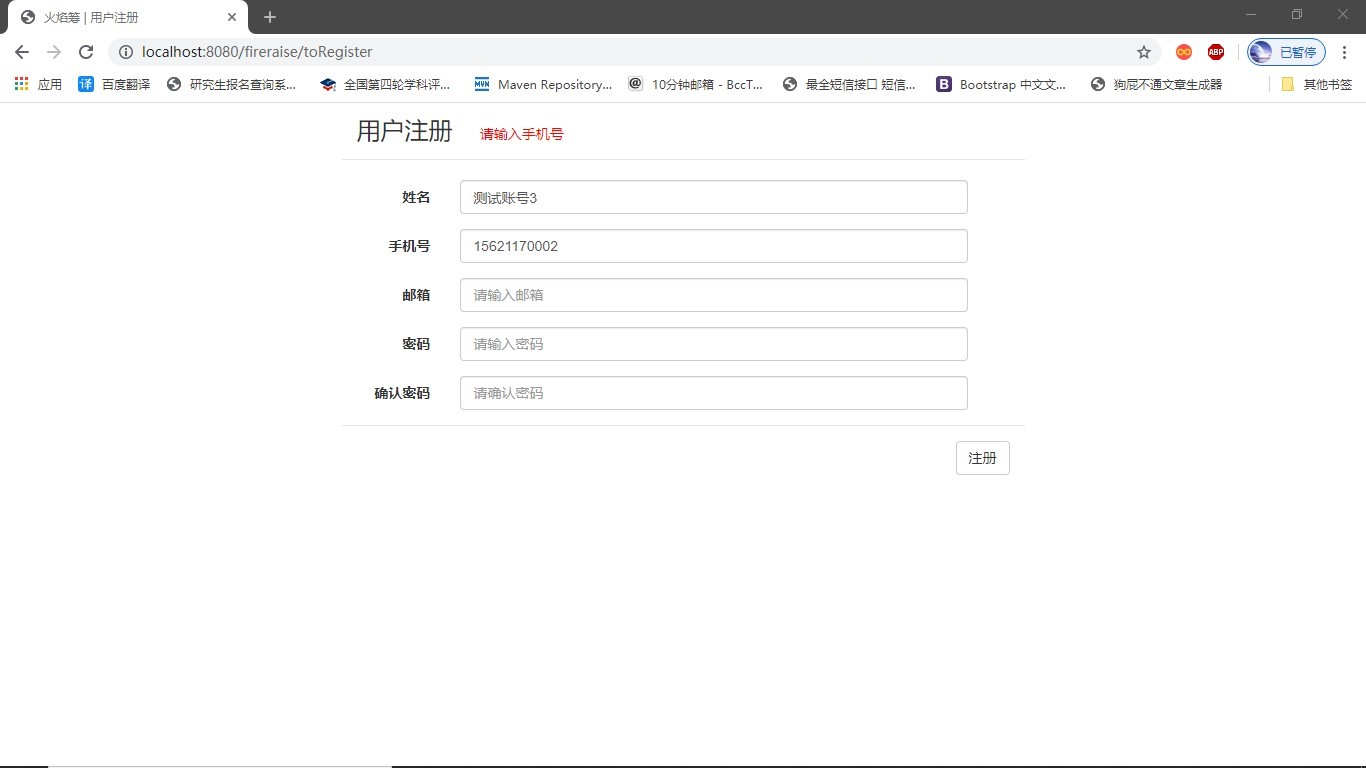 火焰筹 | 用户注册
localhost:8080/fireraise/toRegister
ABP
已暂停
应用
译 百度翻译
研究生报名查询系...
全国第四轮学科评...
MVN Maven Repository...
@ 10分钟邮箱 - BccT...
最全短信接口 短信...
B Bootstrap 中文文...
狗屁不通文章生成器
其他书签
用户注册 请输入手机号
姓名 测试账号3
手机号 15621170002
邮箱 请输入邮箱
密码 请输入密码
确认密码 请确认密码
注册